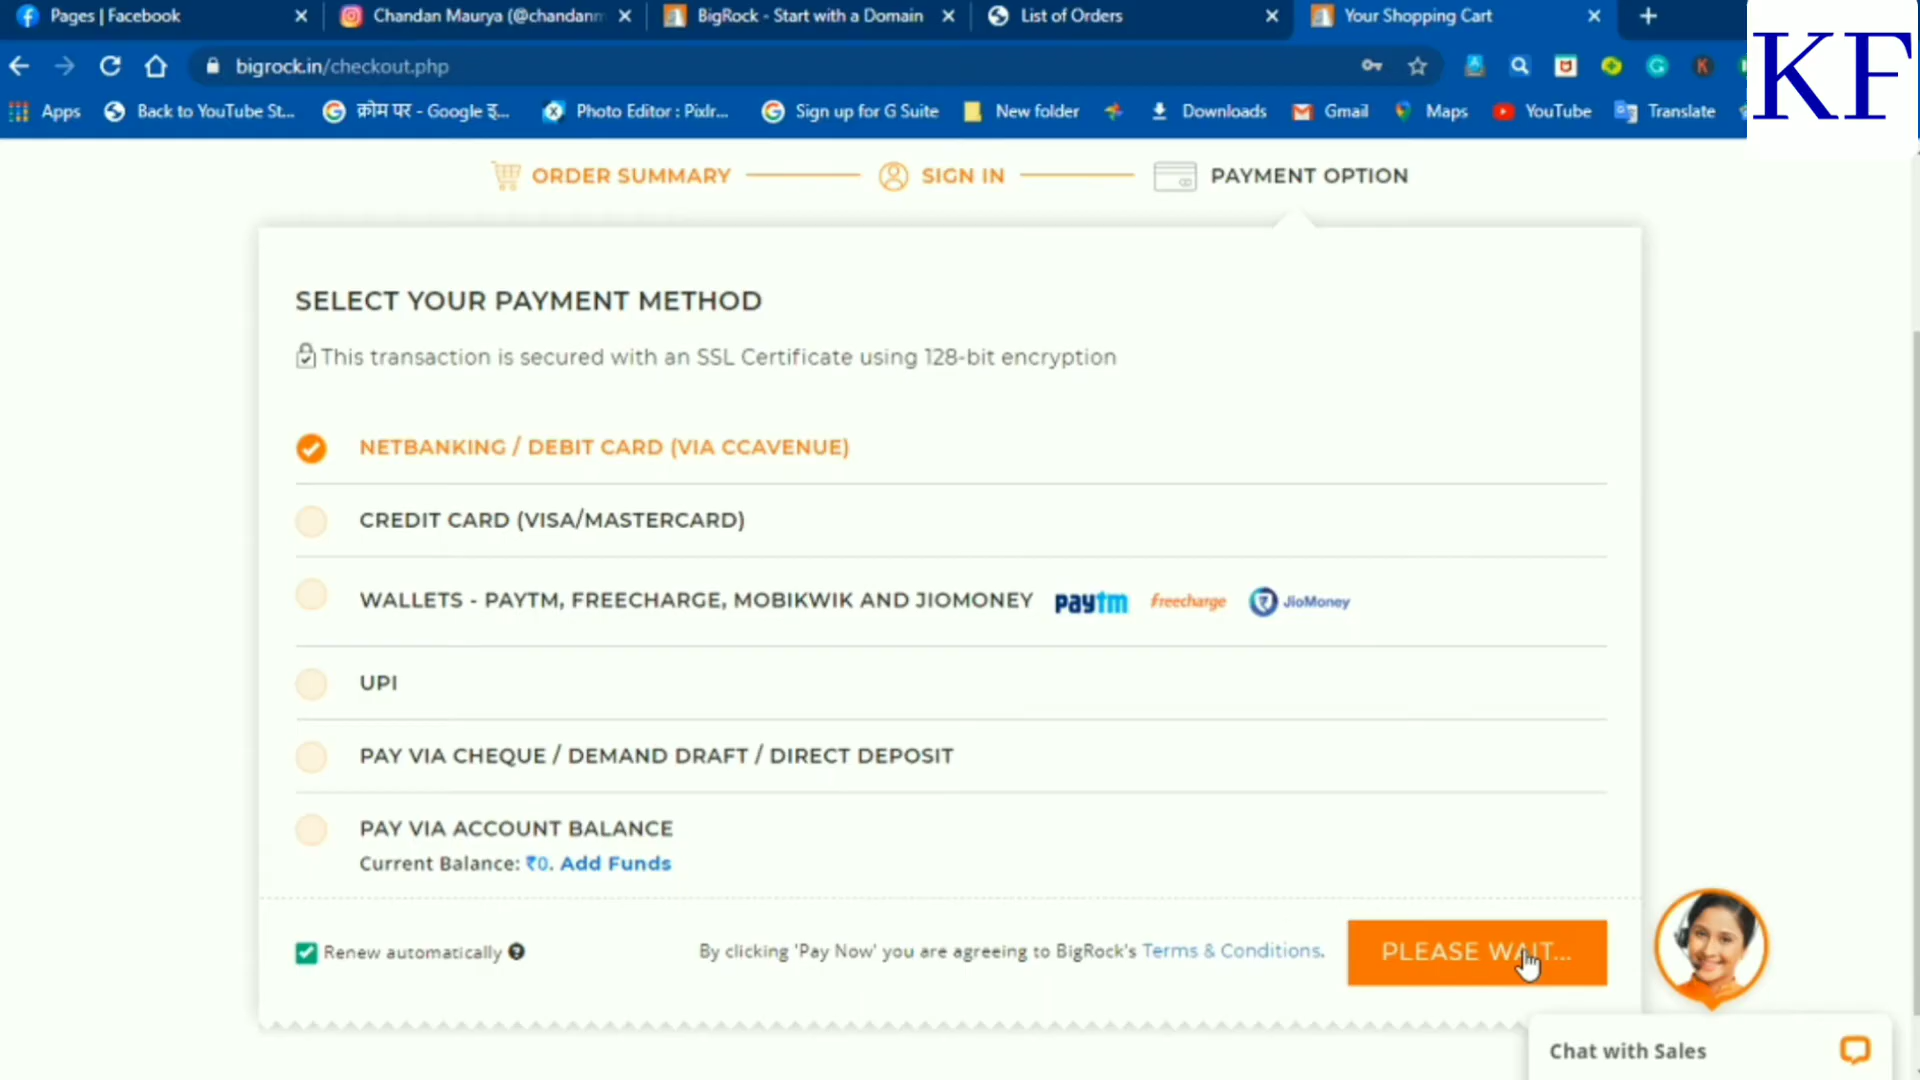 Pages | Facebook
Chandan Maurya (@chandanm
BigRock - Start with a Domain
List of Orders
Your Shopping Cart
KF
bigrock.in/checkout.php
Apps
Back to YouTube St...
क्रोम पर - Google इ...
Photo Editor : Pixlr...
Sign up for G Suite
New folder
Downloads
Gmail
Maps
YouTube
Translate
ORDER SUMMARY
SIGN IN
PAYMENT OPTION
SELECT YOUR PAYMENT METHOD
This transaction is secured with an SSL Certificate using 128-bit encryption
NETBANKING / DEBIT CARD (VIA CCAVENUE)
CREDIT CARD (VISA/MASTERCARD)
WALLETS - PAYTM, FREECHARGE, MOBIKWIK AND JIOMONEY
paytm
freecharge
JioMoney
UPI
PAY VIA CHEQUE / DEMAND DRAFT / DIRECT DEPOSIT
PAY VIA ACCOUNT BALANCE
Current Balance: ₹0. Add Funds
Renew automatically
By clicking 'Pay Now' you are agreeing to BigRock's Terms & Conditions.
PLEASE WAIT...
Chat with Sales